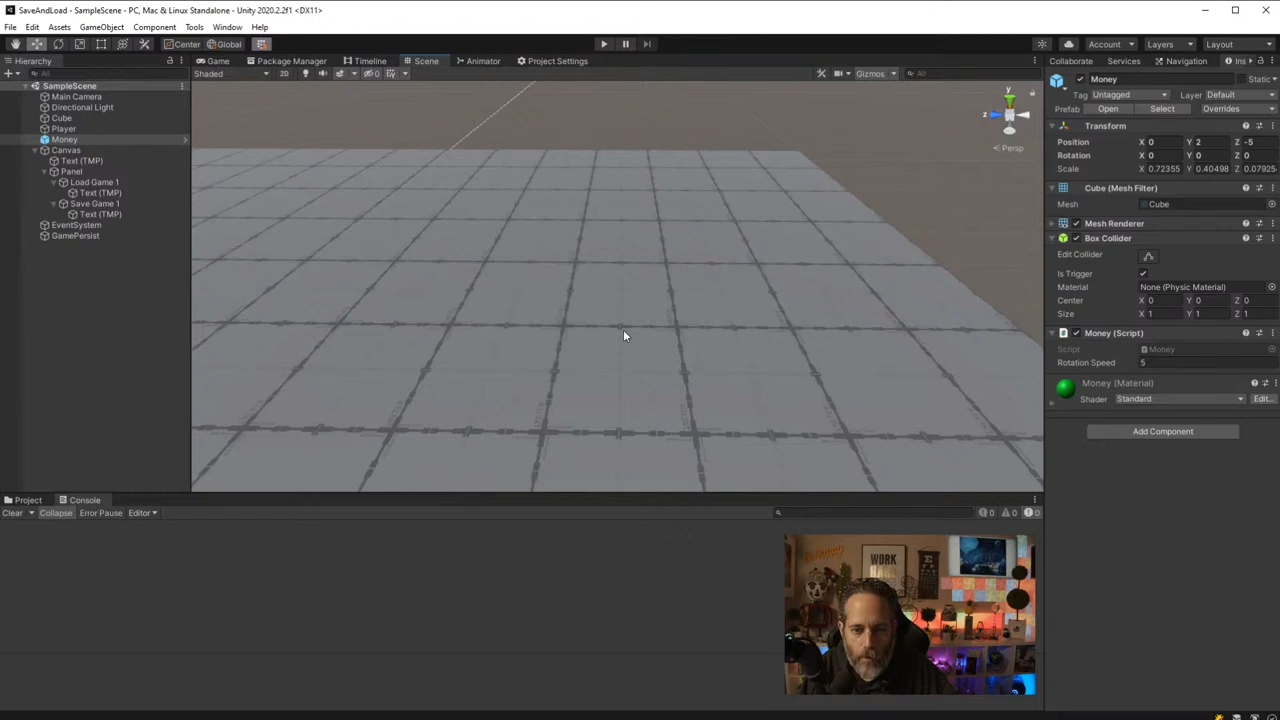 SaveAndLoad - SampleScene - PC, Mac & Linux Standalone - Unity 2020.2.2f1 <DX11>
File Edit Assets GameObject Component Tools Window Help
Center Global Account Layers Layout
Hierarchy
All
SampleScene
Main Camera
Directional Light
Cube
Player
Money
Canvas
Text (TMP)
Panel
Load Game 1
Text (TMP)
Save Game 1
Text (TMP)
EventSystem
GamePersist
Game Package Manager Timeline Scene Animator Project Settings
Shaded 2D 0 Gizmos All
y
z
Persp
Collaborate Services Navigation Ins
Money Static
Tag Untagged Layer Default
Prefab Open Select Overrides
Transform
Position X 0 Y 2 Z -5
Rotation X 0 Y 0 Z 0
Scale X 0.72355 Y 0.40498 Z 0.07925
Cube (Mesh Filter)
Mesh Cube
Mesh Renderer
Box Collider
Edit Collider
Is Trigger
Material None (Physic Material)
Center X 0 Y 0 Z 0
Size X 1 Y 1 Z 1
Money (Script)
Script Money
Rotation Speed 5
Money (Material)
Shader Standard Edit...
Add Component
Project Console
Clear Collapse Error Pause Editor 0 0 0
WORK